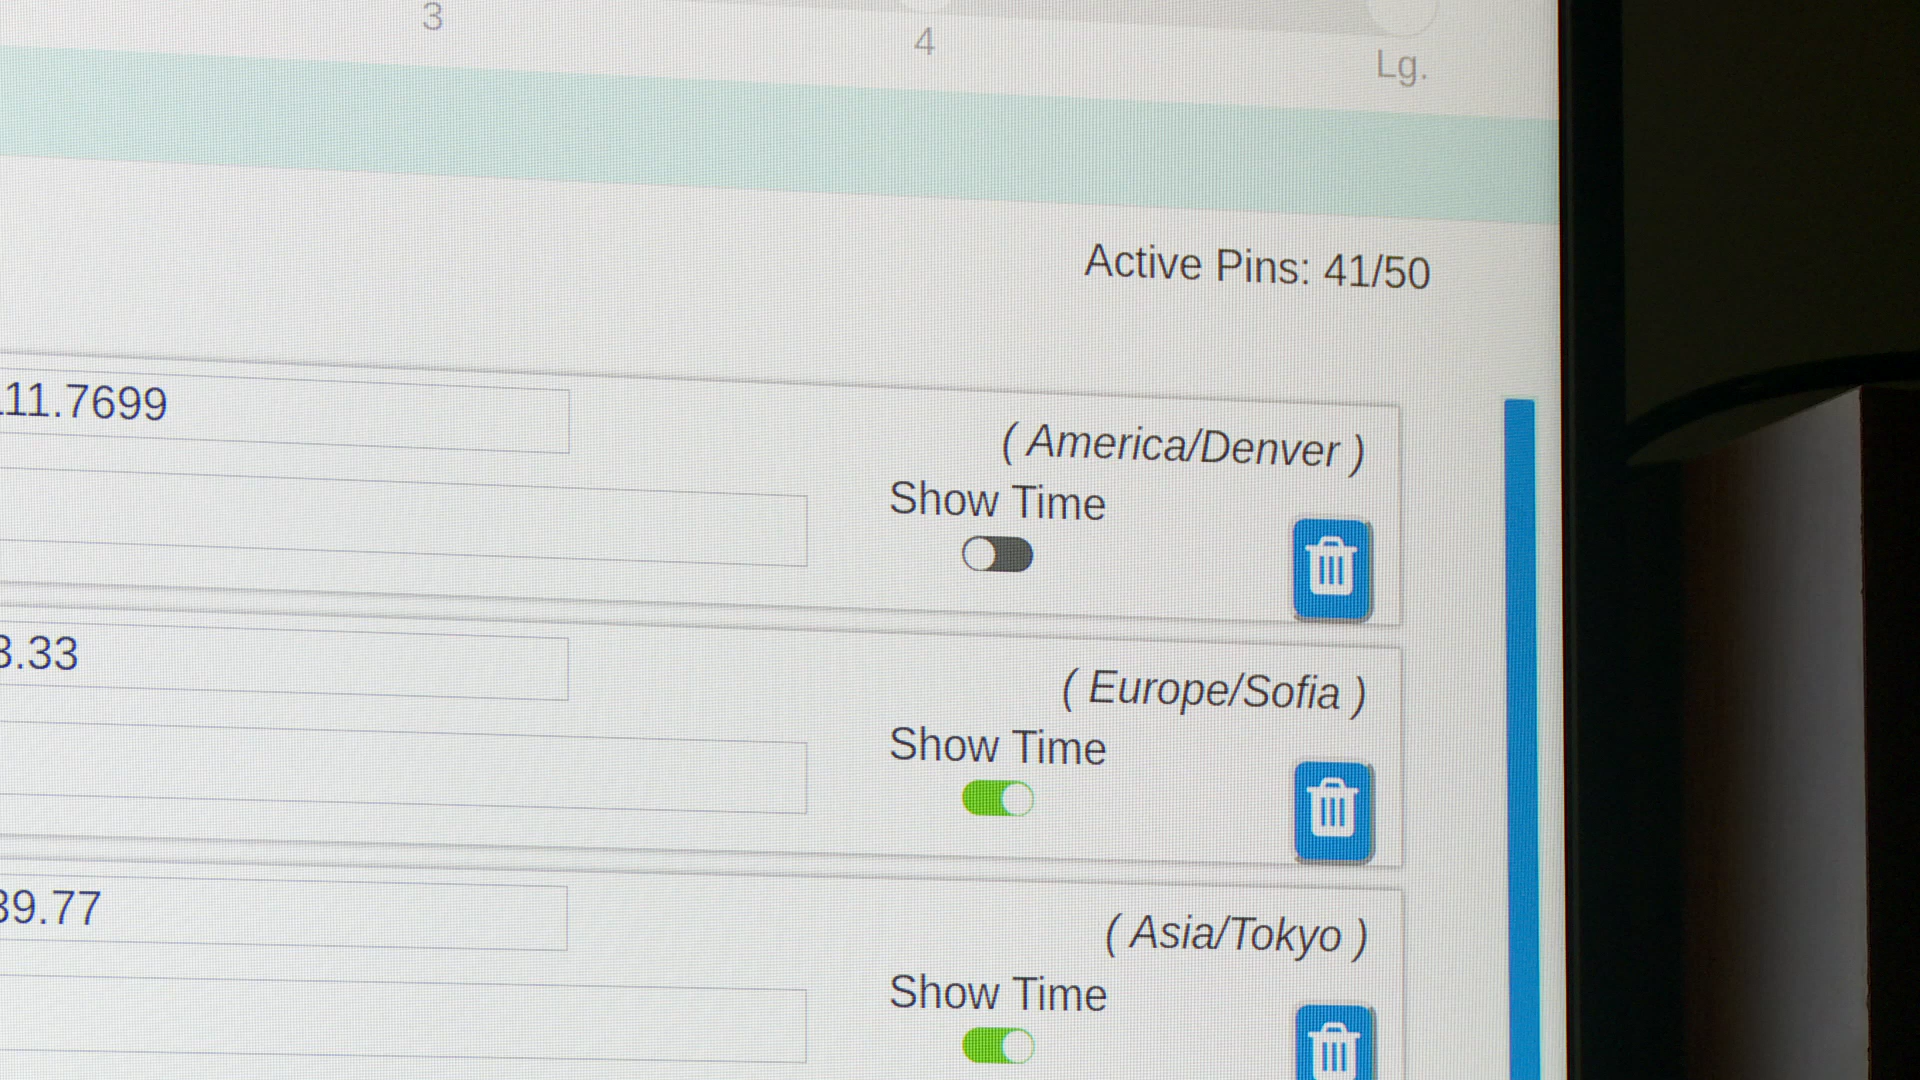 3
4
Lg.
Active Pins: 41/50
11.7699
( America/Denver )
Show Time
3.33
( Europe/Sofia )
Show Time
39.77
( Asia/Tokyo )
Show Time